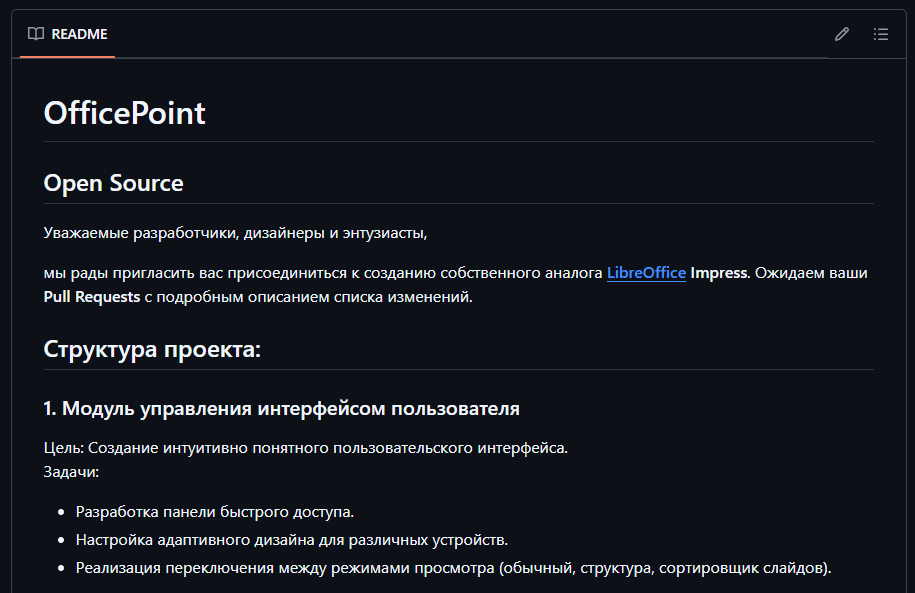 README
OfficePoint
Open Source
Уважаемые разработчики, дизайнеры и энтузиасты,
мы рады пригласить вас присоединиться к созданию собственного аналога LibreOffice Impress. Ожидаем ваши
Pull Requests с подробным описанием списка изменений.
Структура проекта:
1. Модуль управления интерфейсом пользователя
Цель: Создание интуитивно понятного пользовательского интерфейса.
Задачи:
• Разработка панели быстрого доступа.
• Настройка адаптивного дизайна для различных устройств.
• Реализация переключения между режимами просмотра (обычный, структура, сортировщик слайдов).